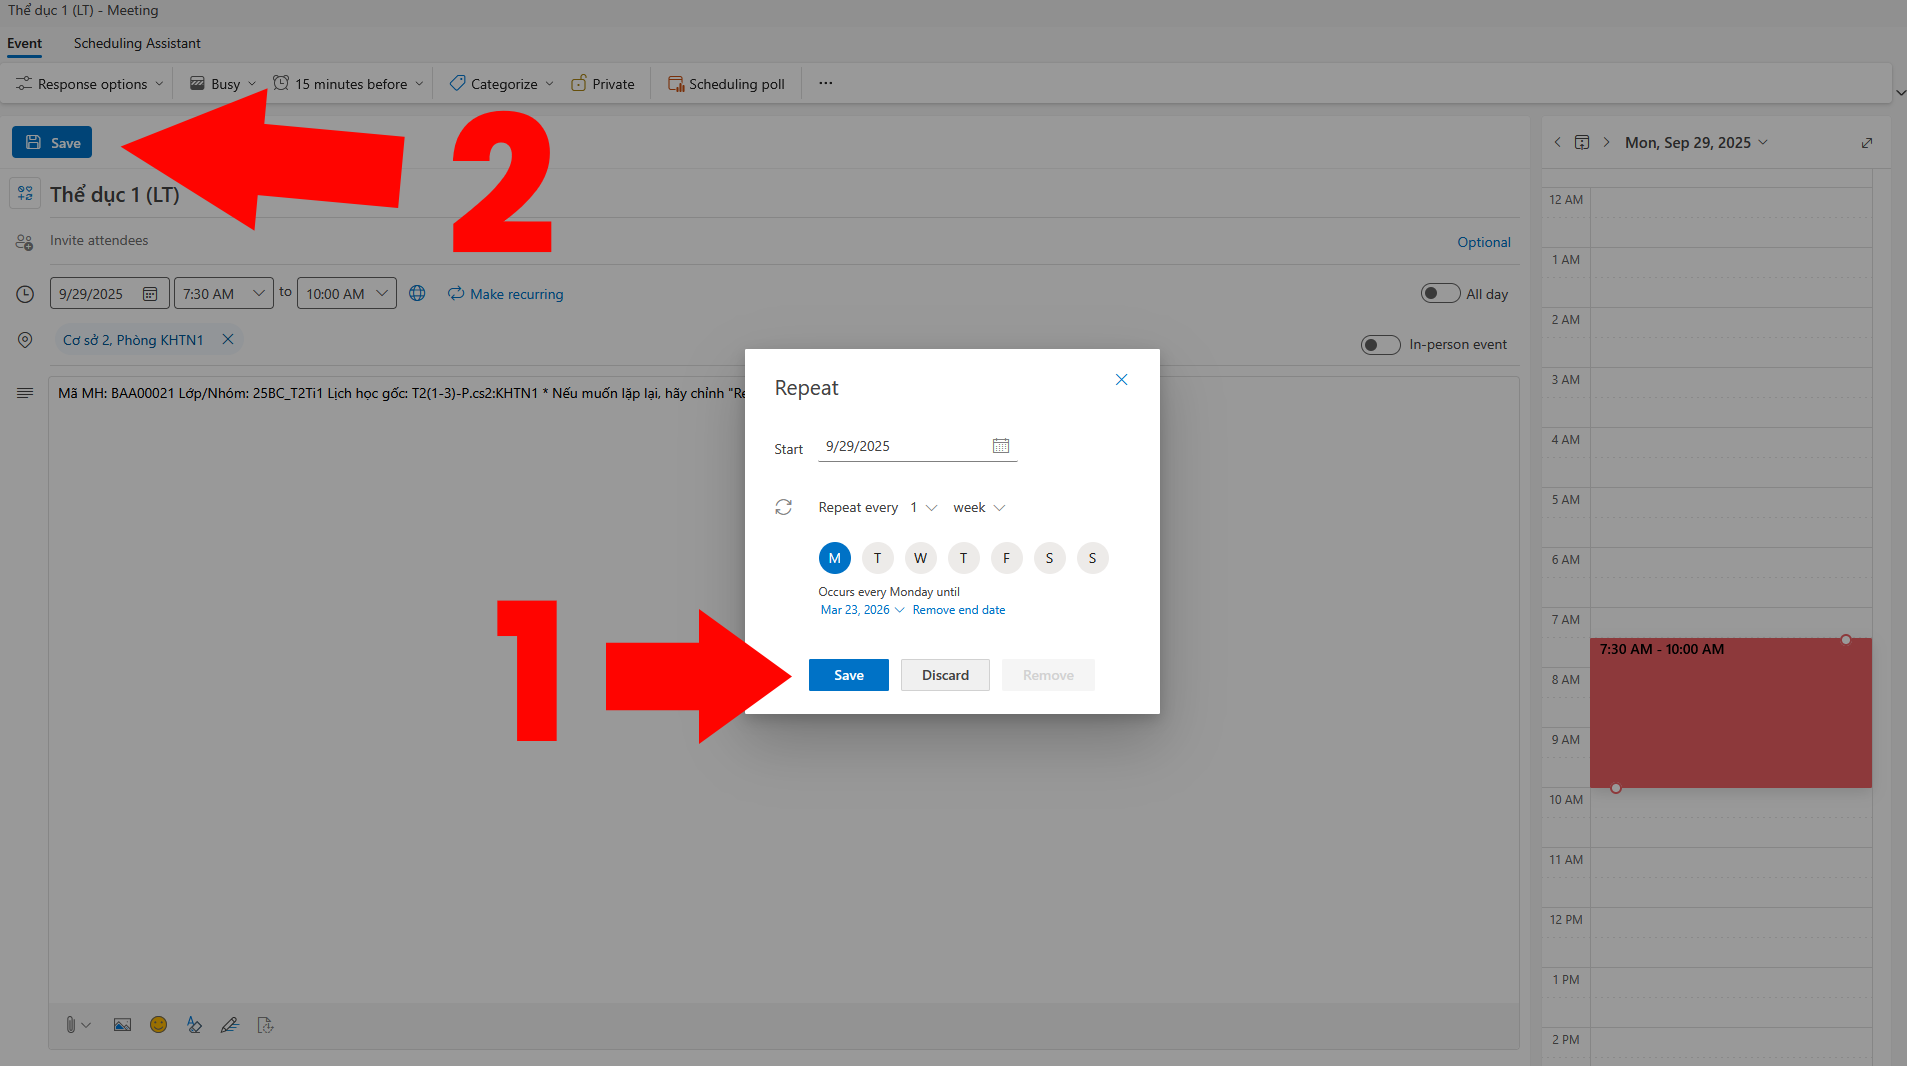 Thể dục 1 (LT) - Meeting
Event Scheduling Assistant
Response options Busy 15 minutes before Categorize Private Scheduling poll ...
Save
2
Mon, Sep 29, 2025
Thể dục 1 (LT)
Invite attendees Optional
9/29/2025 7:30 AM to 10:00 AM Make recurring All day
Cơ sở 2, Phòng KHTN1 In-person event
Mã MH: BAA00021 Lớp/Nhóm: 25BC_T2Ti1 Lịch học gốc: T2(1-3)-P.cs2:KHTN1 * Nếu muốn lặp lại, hãy chỉnh "Re
Repeat
Start 9/29/2025
Repeat every 1 week
M T W T F S S
Occurs every Monday until
Mar 23, 2026 Remove end date
1
Save Discard Remove
12 AM
1 AM
2 AM
3 AM
4 AM
5 AM
6 AM
7 AM
7:30 AM - 10:00 AM
8 AM
9 AM
10 AM
11 AM
12 PM
1 PM
2 PM